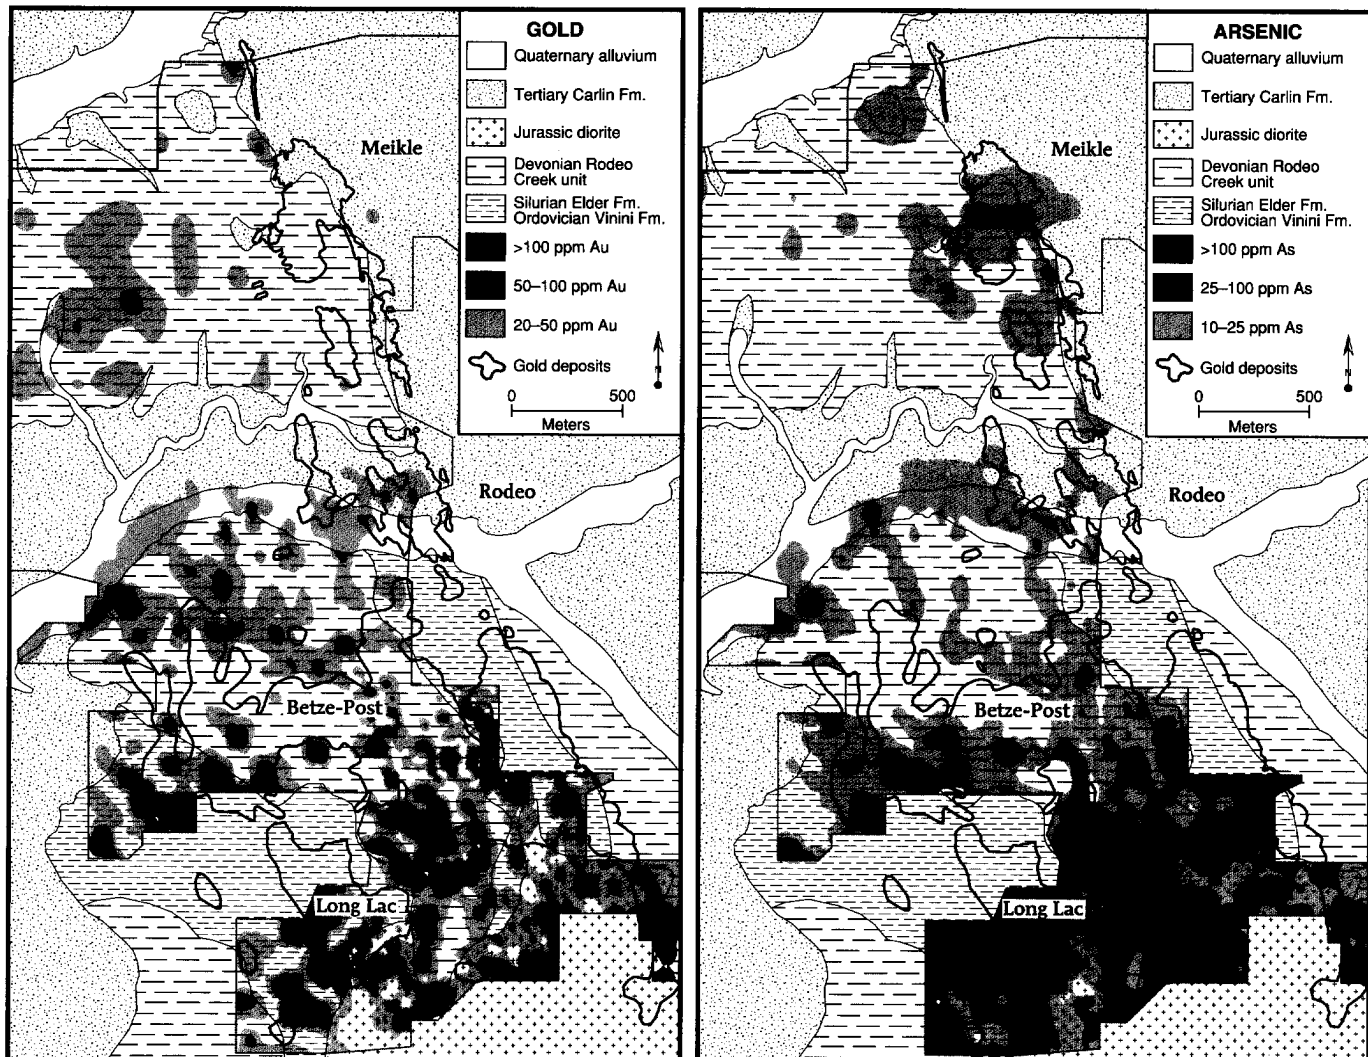 GOLD
Quaternary alluvium
Tertiary Carlin Fm.
Jurassic diorite
Devonian Rodeo
Creek unit
Silurian Elder Fm.
Ordovician Vinini Fm.
>100 ppm Au
50–100 ppm Au
20–50 ppm Au
Gold deposits
N
0 500
Meters
Meikle
Rodeo
Betze-Post
Long Lac
ARSENIC
Quaternary alluvium
Tertiary Carlin Fm.
Jurassic diorite
Devonian Rodeo
Creek unit
Silurian Elder Fm.
Ordovician Vinini Fm.
>100 ppm As
25–100 ppm As
10–25 ppm As
Gold deposits
N
0 500
Meters
Meikle
Rodeo
Betze-Post
Long Lac